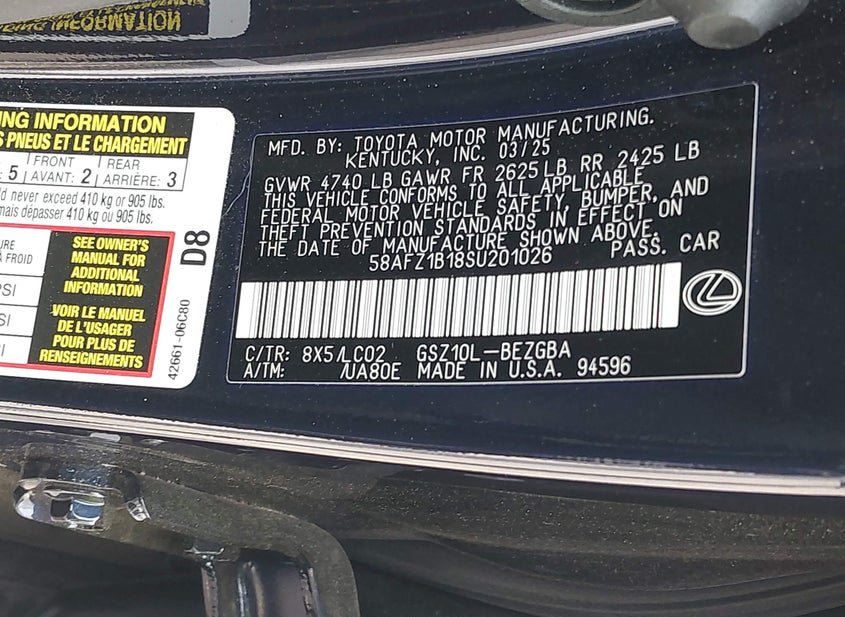 ING INFORMATION
S PNEUS ET LE CHARGEMENT
5 FRONT AVANT: 2 REAR ARRIÈRE: 3
never exceed 410 kg or 905 lbs.
mais dépasser 410 kg ou 905 lbs.
À FROID
SEE OWNER'S
MANUAL FOR
ADDITIONAL
INFORMATION
VOIR LE MANUEL
DE L'USAGER
POUR PLUS DE
RENSEIGNEMENTS
D8
42661-06C80
MFD. BY: TOYOTA MOTOR MANUFACTURING.
KENTUCKY, INC. 03/25
GVWR 4740 LB GAWR FR 2625 LB RR 2425 LB
THIS VEHICLE CONFORMS TO ALL APPLICABLE
FEDERAL MOTOR VEHICLE SAFETY, BUMPER, AND
THEFT PREVENTION STANDARDS IN EFFECT ON
THE DATE OF MANUFACTURE SHOWN ABOVE.
58AFZ1B18SU201026 PASS. CAR
C/TR: 8X5/LC02 GSZ10L-BEZGBA
A/TM: /UA80E MADE IN U.S.A. 94596